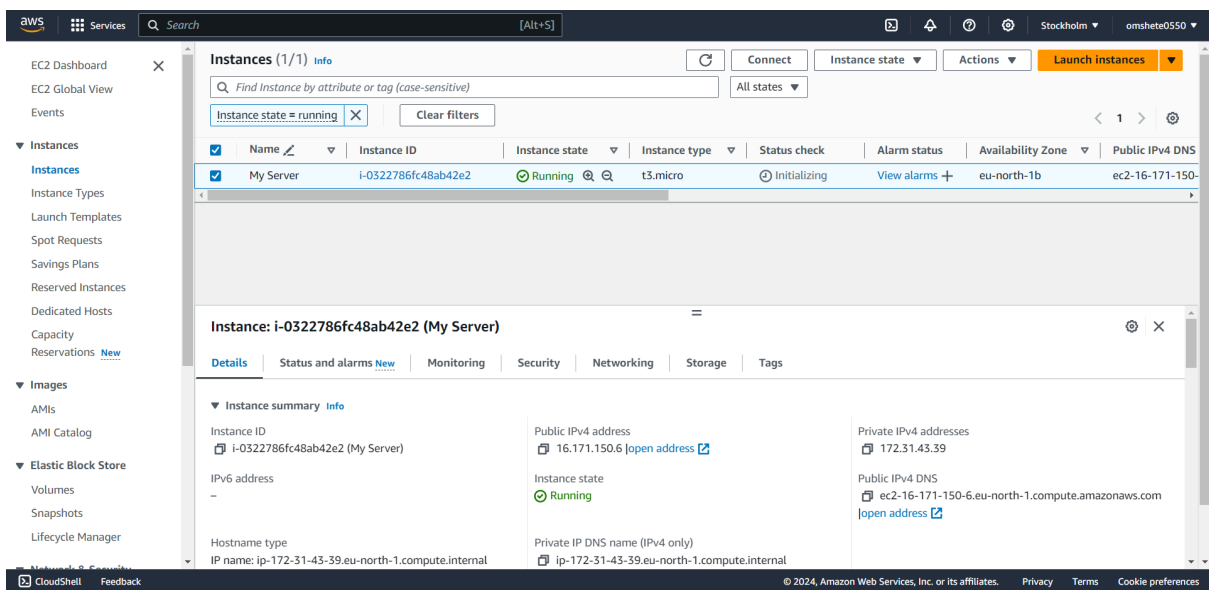 aws Services Search [Alt+S] Stockholm ▼ omshete0550 ▼
EC2 Dashboard
EC2 Global View
Events
Instances
Instances
Instance Types
Launch Templates
Spot Requests
Savings Plans
Reserved Instances
Dedicated Hosts
Capacity
Reservations New
Images
AMIs
AMI Catalog
Elastic Block Store
Volumes
Snapshots
Lifecycle Manager
Network & Security
Instances (1/1) Info
Connect Instance state ▼ Actions ▼ Launch instances ▼
Find Instance by attribute or tag (case-sensitive) All states ▼
Instance state = running Clear filters
1
Name Instance ID Instance state Instance type Status check Alarm status Availability Zone Public IPv4 DNS
My Server i-0322786fc48ab42e2 Running t3.micro Initializing View alarms + eu-north-1b ec2-16-171-150-
Instance: i-0322786fc48ab42e2 (My Server)
Details Status and alarms New Monitoring Security Networking Storage Tags
Instance summary Info
Instance ID
i-0322786fc48ab42e2 (My Server)
Public IPv4 address
16.171.150.6 |open address
Private IPv4 addresses
172.31.43.39
IPv6 address
–
Instance state
Running
Public IPv4 DNS
ec2-16-171-150-6.eu-north-1.compute.amazonaws.com
|open address
Hostname type
IP name: ip-172-31-43-39.eu-north-1.compute.internal
Private IP DNS name (IPv4 only)
ip-172-31-43-39.eu-north-1.compute.internal
CloudShell Feedback © 2024, Amazon Web Services, Inc. or its affiliates. Privacy Terms Cookie preferences